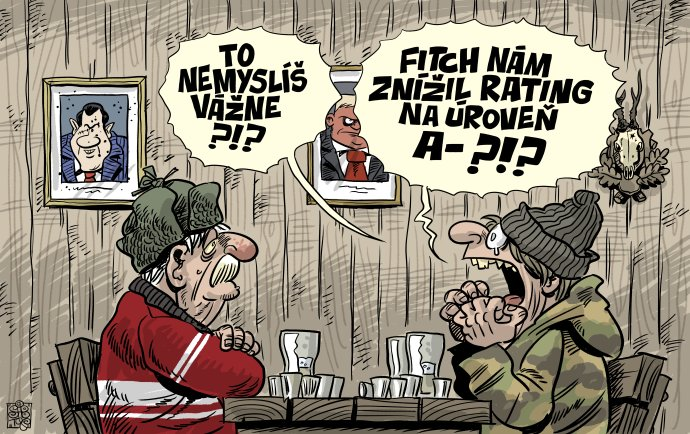 TO
NEMYSLÍŠ
VÁŽNE
?!?
FITCH NÁM
ZNÍŽIL RATING
NA ÚROVEŇ
A- ?!?